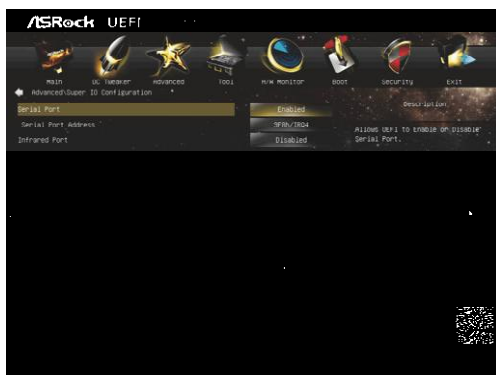 ASRock UEFI
Main OC Tweaker Advanced Tool H/W Monitor Boot Security Exit
Advanced\Super IO Configuration
Description
Serial Port Enabled
Serial Port Address 3F8h/IRQ4
Infrared Port Disabled
Allows UEFI to Enable or Disable
Serial Port.